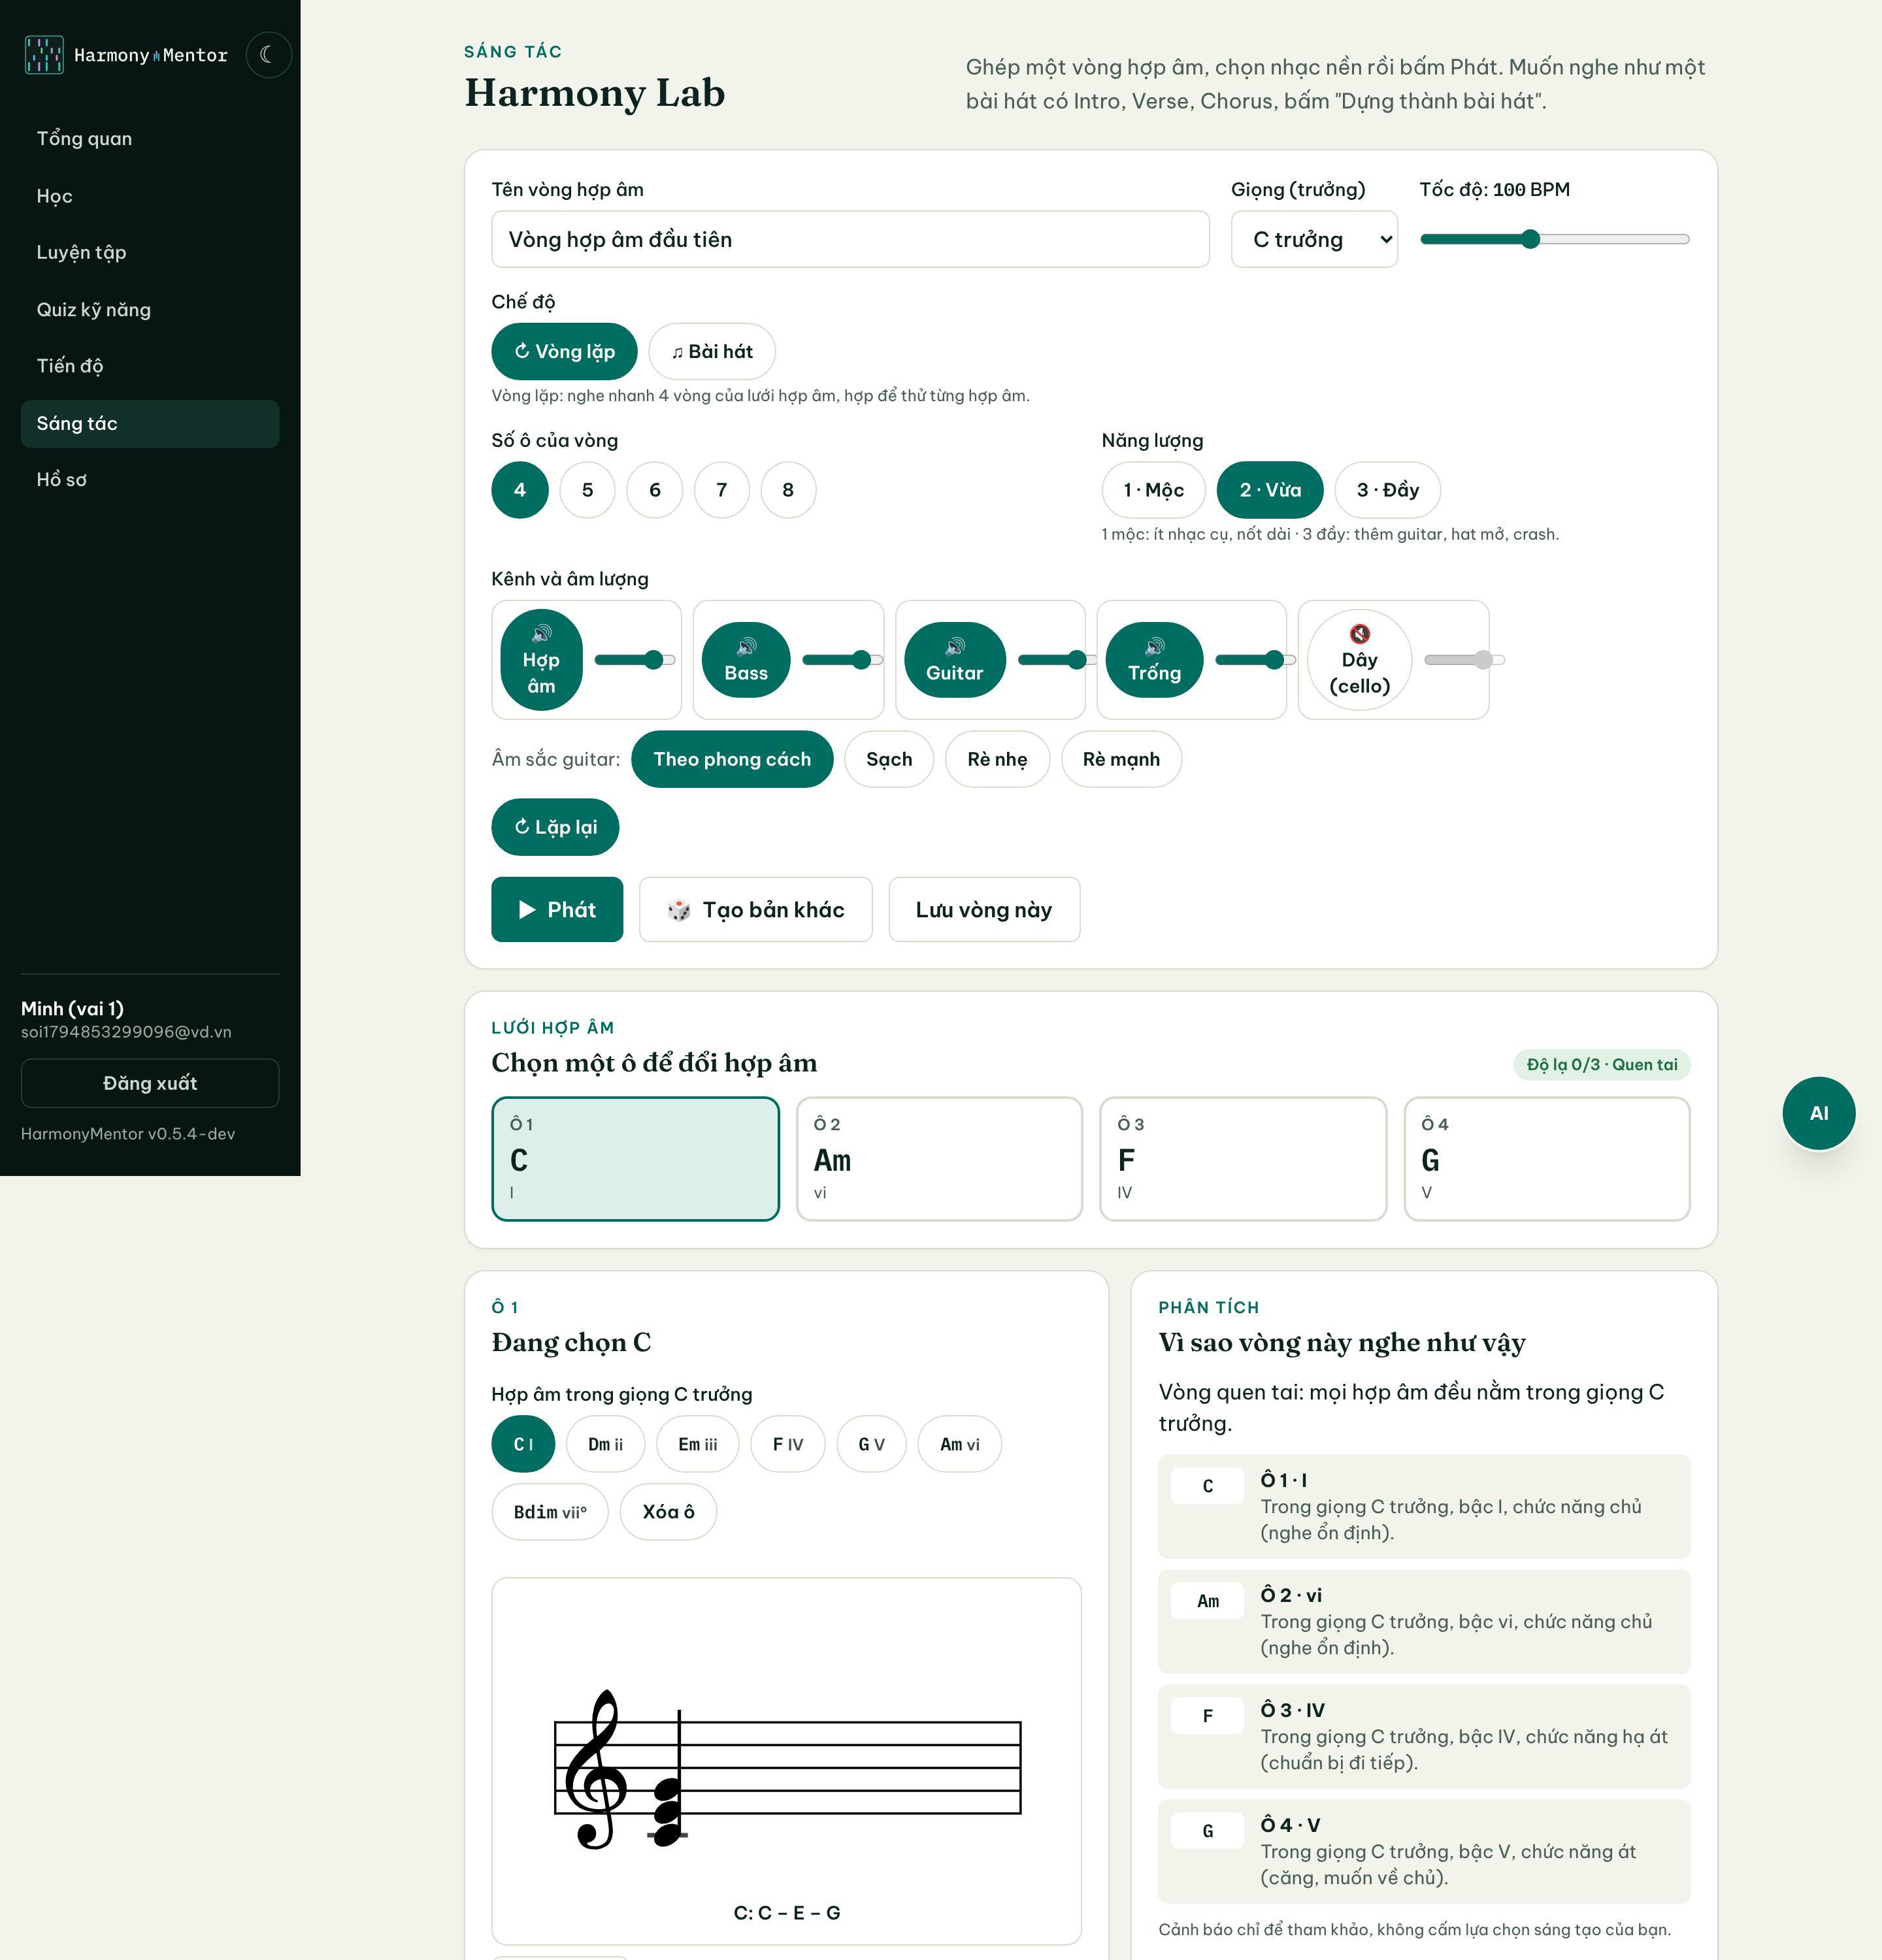 Harmony Mentor
Tổng quan
Học
Luyện tập
Quiz kỹ năng
Tiến độ
Sáng tác
Hồ sơ
Minh (vai 1)
soi1794853299096@vd.vn
Đăng xuất
HarmonyMentor v0.5.4-dev
SÁNG TÁC
Harmony Lab
Ghép một vòng hợp âm, chọn nhạc nền rồi bấm Phát. Muốn nghe như một
bài hát có Intro, Verse, Chorus, bấm "Dựng thành bài hát".
Tên vòng hợp âm
Vòng hợp âm đầu tiên
Giọng (trưởng)
C trưởng
Tốc độ: 100 BPM
Chế độ
↻ Vòng lặp
♫ Bài hát
Vòng lặp: nghe nhanh 4 vòng của lưới hợp âm, hợp để thử từng hợp âm.
Số ô của vòng
4 5 6 7 8
Năng lượng
1 · Mộc
2 · Vừa
3 · Đầy
1 mộc: ít nhạc cụ, nốt dài · 3 đầy: thêm guitar, hat mở, crash.
Kênh và âm lượng
🔊
Hợp
âm
🔊
Bass
🔊
Guitar
🔊
Trống
🔇
Dây
(cello)
Âm sắc guitar:
Theo phong cách
Sạch
Rè nhẹ
Rè mạnh
↻ Lặp lại
▶ Phát
🎲 Tạo bản khác
Lưu vòng này
LƯỚI HỢP ÂM
Chọn một ô để đổi hợp âm
Độ lạ 0/3 · Quen tai
Ô 1
C
I
Ô 2
Am
vi
Ô 3
F
IV
Ô 4
G
V
AI
Ô 1
Đang chọn C
Hợp âm trong giọng C trưởng
C I
Dm ii
Em iii
F IV
G V
Am vi
Bdim vii°
Xóa ô
C: C – E – G
PHÂN TÍCH
Vì sao vòng này nghe như vậy
Vòng quen tai: mọi hợp âm đều nằm trong giọng C
trưởng.
C
Ô 1 · I
Trong giọng C trưởng, bậc I, chức năng chủ
(nghe ổn định).
Am
Ô 2 · vi
Trong giọng C trưởng, bậc vi, chức năng chủ
(nghe ổn định).
F
Ô 3 · IV
Trong giọng C trưởng, bậc IV, chức năng hạ át
(chuẩn bị đi tiếp).
G
Ô 4 · V
Trong giọng C trưởng, bậc V, chức năng át
(căng, muốn về chủ).
Cảnh báo chỉ để tham khảo, không cấm lựa chọn sáng tạo của bạn.